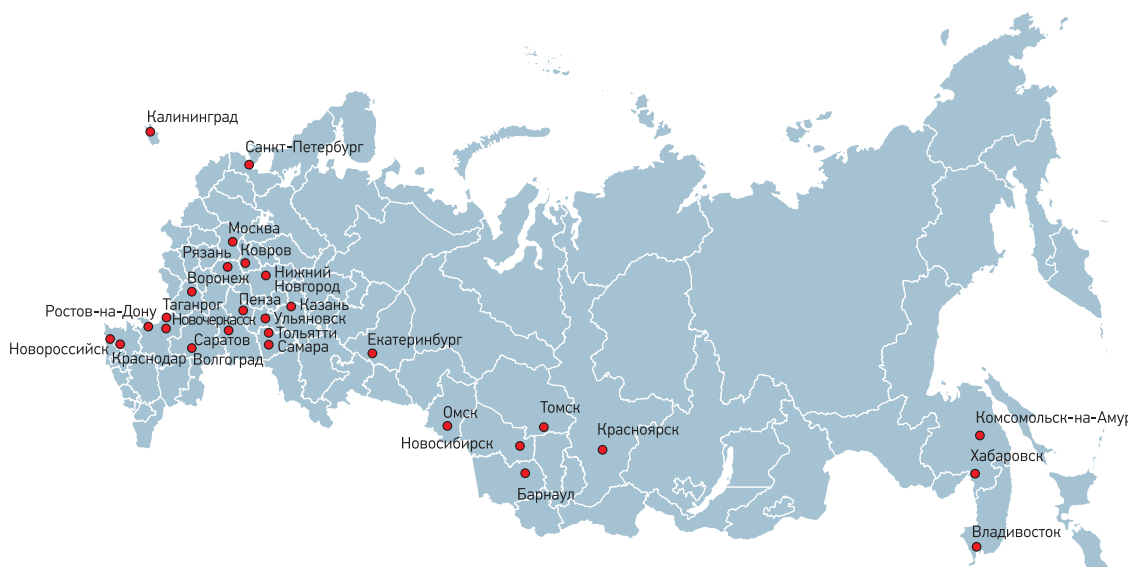 Калининград
Санкт-Петербург
Москва
Рязань
Ковров
Воронеж
Нижний
Новгород
Ростов-на-Дону
Таганрог
Пенза
Казань
Новочеркасск
Ульяновск
Новороссийск
Краснодар
Саратов
Волгоград
Тольятти
Самара
Екатеринбург
Омск
Томск
Новосибирск
Красноярск
Барнаул
Комсомольск-на-Амур
Хабаровск
Владивосток